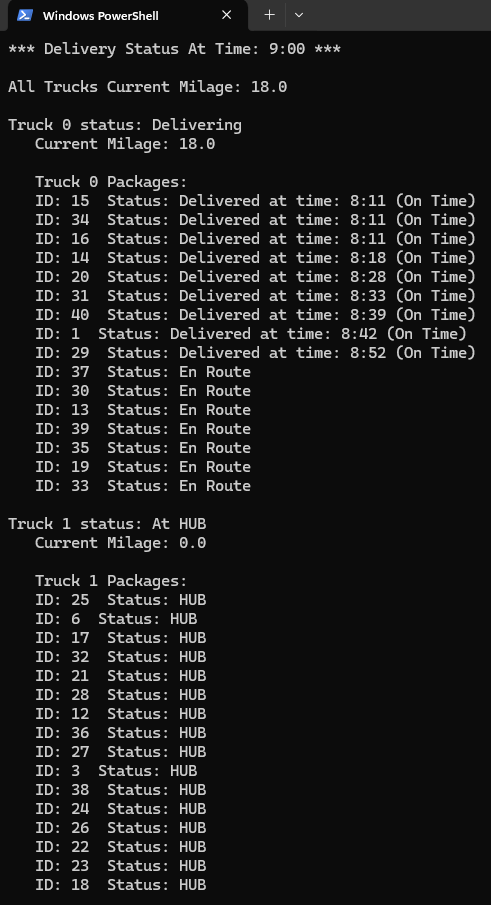 Windows PowerShell
*** Delivery Status At Time: 9:00 ***
All Trucks Current Milage: 18.0
Truck 0 status: Delivering
Current Milage: 18.0
Truck 0 Packages:
ID: 15  Status: Delivered at time: 8:11 (On Time)
ID: 34  Status: Delivered at time: 8:11 (On Time)
ID: 16  Status: Delivered at time: 8:11 (On Time)
ID: 14  Status: Delivered at time: 8:18 (On Time)
ID: 20  Status: Delivered at time: 8:28 (On Time)
ID: 31  Status: Delivered at time: 8:33 (On Time)
ID: 40  Status: Delivered at time: 8:39 (On Time)
ID: 1  Status: Delivered at time: 8:42 (On Time)
ID: 29  Status: Delivered at time: 8:52 (On Time)
ID: 37  Status: En Route
ID: 30  Status: En Route
ID: 13  Status: En Route
ID: 39  Status: En Route
ID: 35  Status: En Route
ID: 19  Status: En Route
ID: 33  Status: En Route
Truck 1 status: At HUB
Current Milage: 0.0
Truck 1 Packages:
ID: 25  Status: HUB
ID: 6  Status: HUB
ID: 17  Status: HUB
ID: 32  Status: HUB
ID: 21  Status: HUB
ID: 28  Status: HUB
ID: 12  Status: HUB
ID: 36  Status: HUB
ID: 27  Status: HUB
ID: 3  Status: HUB
ID: 38  Status: HUB
ID: 24  Status: HUB
ID: 26  Status: HUB
ID: 22  Status: HUB
ID: 23  Status: HUB
ID: 18  Status: HUB